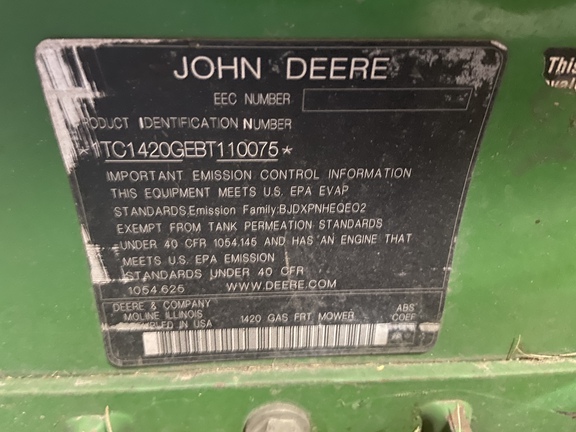 JOHN DEERE
EEC NUMBER
ODUCT IDENTIFICATION NUMBER
*1TC1420GEBT110075*
IMPORTANT EMISSION CONTROL INFORMATION
THIS EQUIPMENT MEETS U.S. EPA EVAP
STANDARDS.Emission Family:BJDXPNHEQEO2
EXEMPT FROM TANK PERMEATION STANDARDS
UNDER 40 CFR 1054.145 AND HAS AN ENGINE THAT
MEETS U.S. EPA EMISSION
STANDARDS UNDER 40 CFR
1054.625 WWW.DEERE.COM
DEERE & COMPANY
MOLINE ILLINOIS
MBLED IN USA
1420 GAS FRT MOWER
ABS
COEF
This